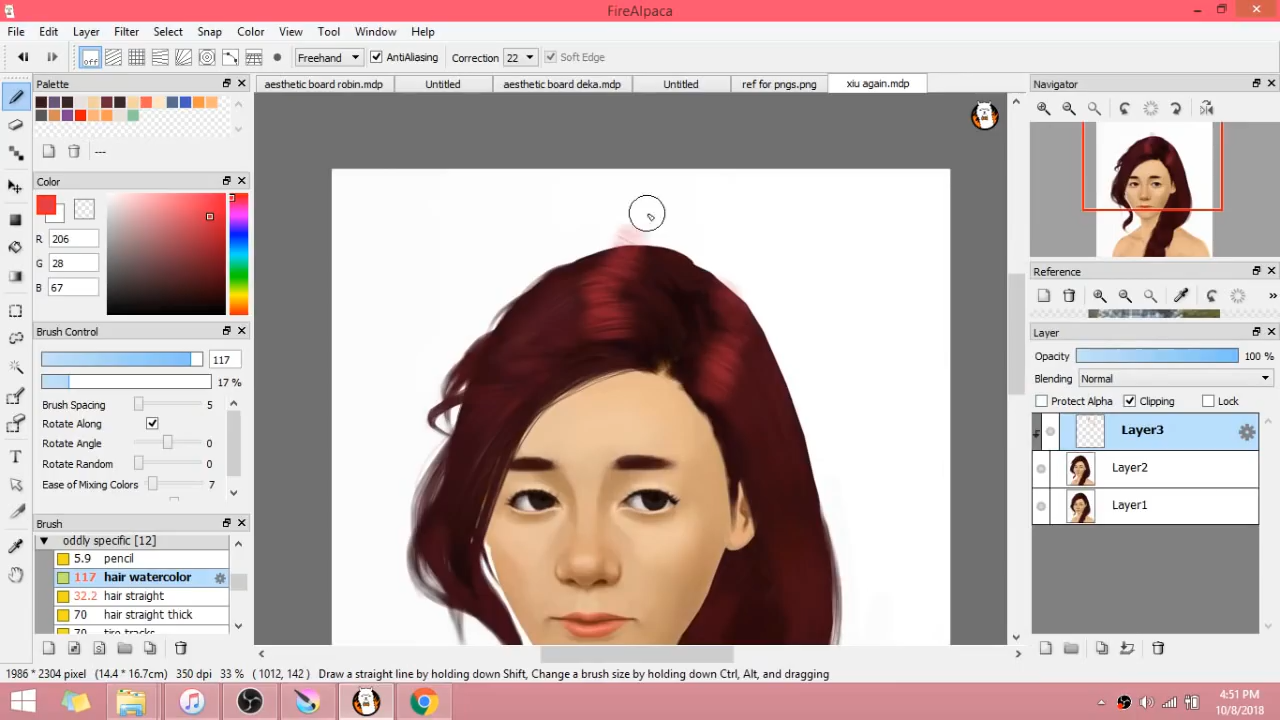 FireAlpaca
File Edit Layer Filter Select Snap Color View Tool Window Help
off Freehand AntiAliasing Correction 22 Soft Edge
Palette
aesthetic board robin.mdp Untitled aesthetic board deka.mdp Untitled ref for pngs.png xiu again.mdp
Navigator
---
Color
R 206
G 28
B 67
Reference
Brush Control
Layer
117
Opacity 100 %
17 %
Blending Normal
Brush Spacing 5
Protect Alpha Clipping Lock
Rotate Along
Layer3
Rotate Angle 0
Rotate Random 0
Layer2
Ease of Mixing Colors 7
Layer1
Brush
oddly specific [12]
5.9 pencil
117 hair watercolor
32.2 hair straight
70 hair straight thick
70 tire tracks
1986 * 2304 pixel (14.4 * 16.7cm) 350 dpi 33 % ( 1012, 142 ) Draw a straight line by holding down Shift, Change a brush size by holding down Ctrl, Alt, and dragging
4:51 PM
10/8/2018